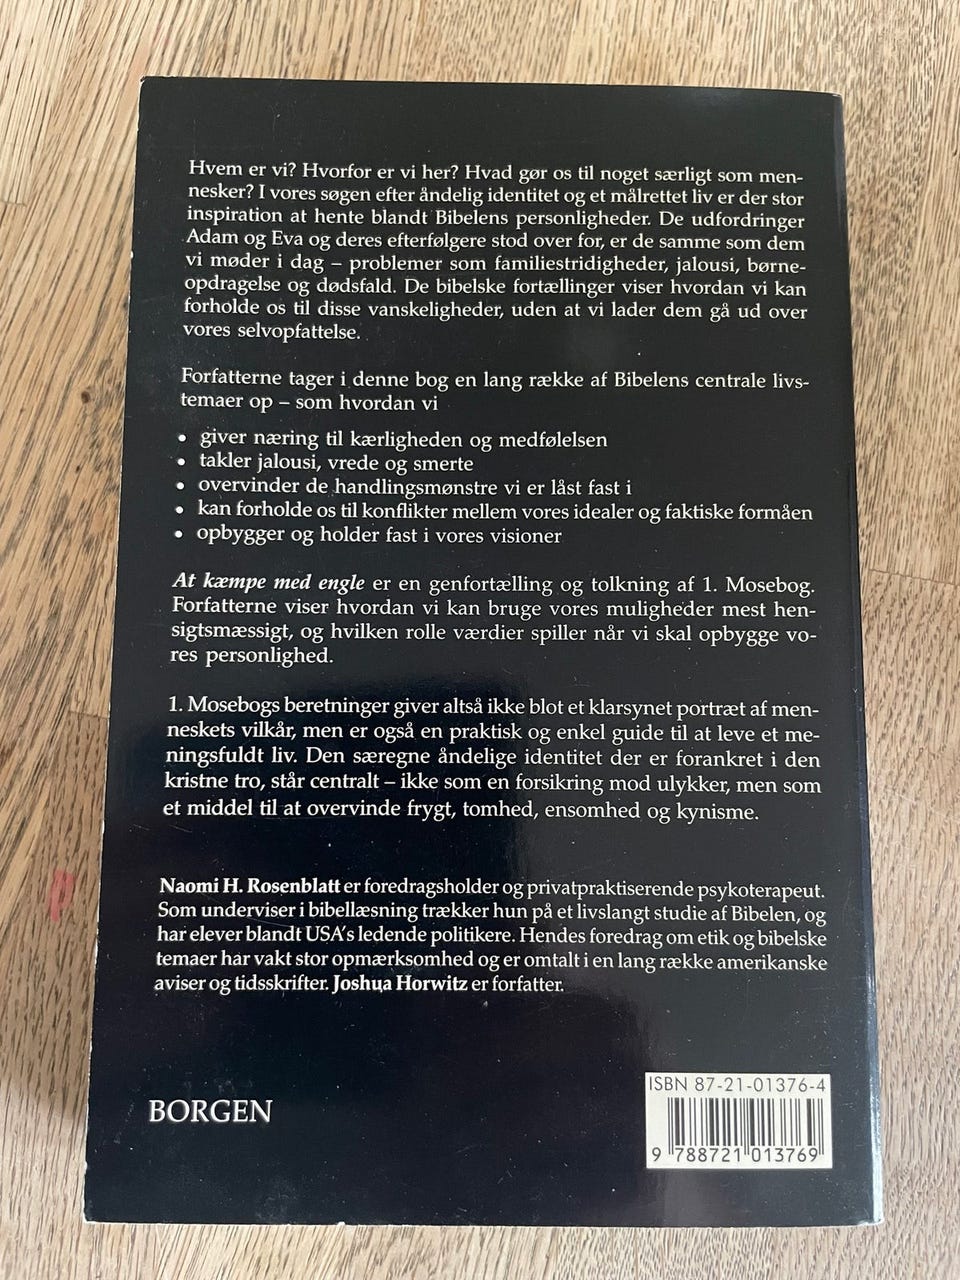 Hvem er vi? Hvorfor er vi her? Hvad gør os til noget særligt som men-
nesker? I vores søgen efter åndelig identitet og et målrettet liv er der stor
inspiration at hente blandt Bibelens personligheder. De udfordringer
Adam og Eva og deres efterfølgere stod over for, er de samme som dem
vi møder i dag – problemer som familiestridigheder, jalousi, børne-
opdragelse og dødsfald. De bibelske fortællinger viser hvordan vi kan
forholde os til disse vanskeligheder, uden at vi lader dem gå ud over
vores selvopfattelse.
Forfatterne tager i denne bog en lang række af Bibelens centrale livs-
temaer op – som hvordan vi
• giver næring til kærligheden og medfølelsen
• takler jalousi, vrede og smerte
• overvinder de handlingsmønstre vi er låst fast i
• kan forholde os til konflikter mellem vores idealer og faktiske formåen
• opbygger og holder fast i vores visioner
At kæmpe med engle er en genfortælling og tolkning af 1. Mosebog.
Forfatterne viser hvordan vi kan bruge vores muligheder mest hen-
sigtsmæssigt, og hvilken rolle værdier spiller når vi skal opbygge vo-
res personlighed.
1. Mosebogs beretninger giver altså ikke blot et klarsynet portræt af men-
neskets vilkår, men er også en praktisk og enkel guide til at leve et me-
ningsfuldt liv. Den særegne åndelige identitet der er forankret i den
kristne tro, står centralt – ikke som en forsikring mod ulykker, men som
et middel til at overvinde frygt, tomhed, ensomhed og kynisme.
Naomi H. Rosenblatt er foredragsholder og privatpraktiserende psykoterapeut.
Som underviser i bibellæsning trækker hun på et livslangt studie af Bibelen, og
har elever blandt USA's ledende politikere. Hendes foredrag om etik og bibelske
temaer har vakt stor opmærksomhed og er omtalt i en lang række amerikanske
aviser og tidsskrifter. Joshua Horwitz er forfatter.
BORGEN
ISBN 87-21-01376-4
9 788721 013769